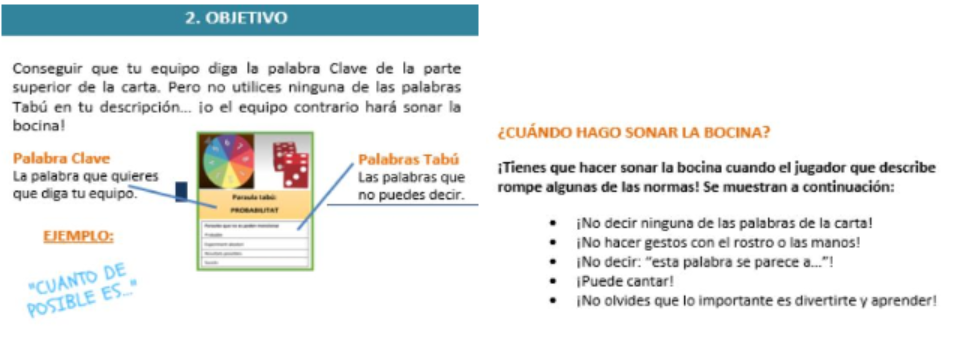 2. OBJETIVO
Conseguir que tu equipo diga la palabra Clave de la parte
superior de la carta. Pero no utilices ninguna de las palabras
Tabú en tu descripción... ¡o el equipo contrario hará sonar la
bocina!
Palabra Clave
La palabra que quieres
que diga tu equipo.
EJEMPLO:
"CUANTO DE
POSIBLE ES..."
Paraula tabú:
PROBABILITAT
Probable
Palabras Tabú
Las palabras que
no puedes decir.
¿CUÁNDO HAGO SONAR LA BOCINA?
¡Tienes que hacer sonar la bocina cuando el jugador que describe
rompe algunas de las normas! Se muestran a continuación:
• ¡No decir ninguna de las palabras de la carta!
• ¡No hacer gestos con el rostro o las manos!
• ¡No decir: “esta palabra se parece a...”!
• ¡Puede cantar!
• ¡No olvides que lo importante es divertirte y aprender!